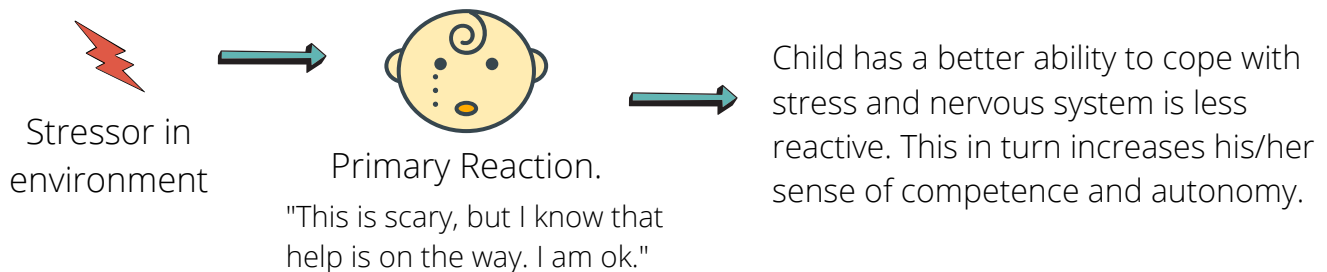 Stressor in
environment
Primary Reaction.
"This is scary, but I know that
help is on the way. I am ok."
Child has a better ability to cope with
stress and nervous system is less
reactive. This in turn increases his/her
sense of competence and autonomy.